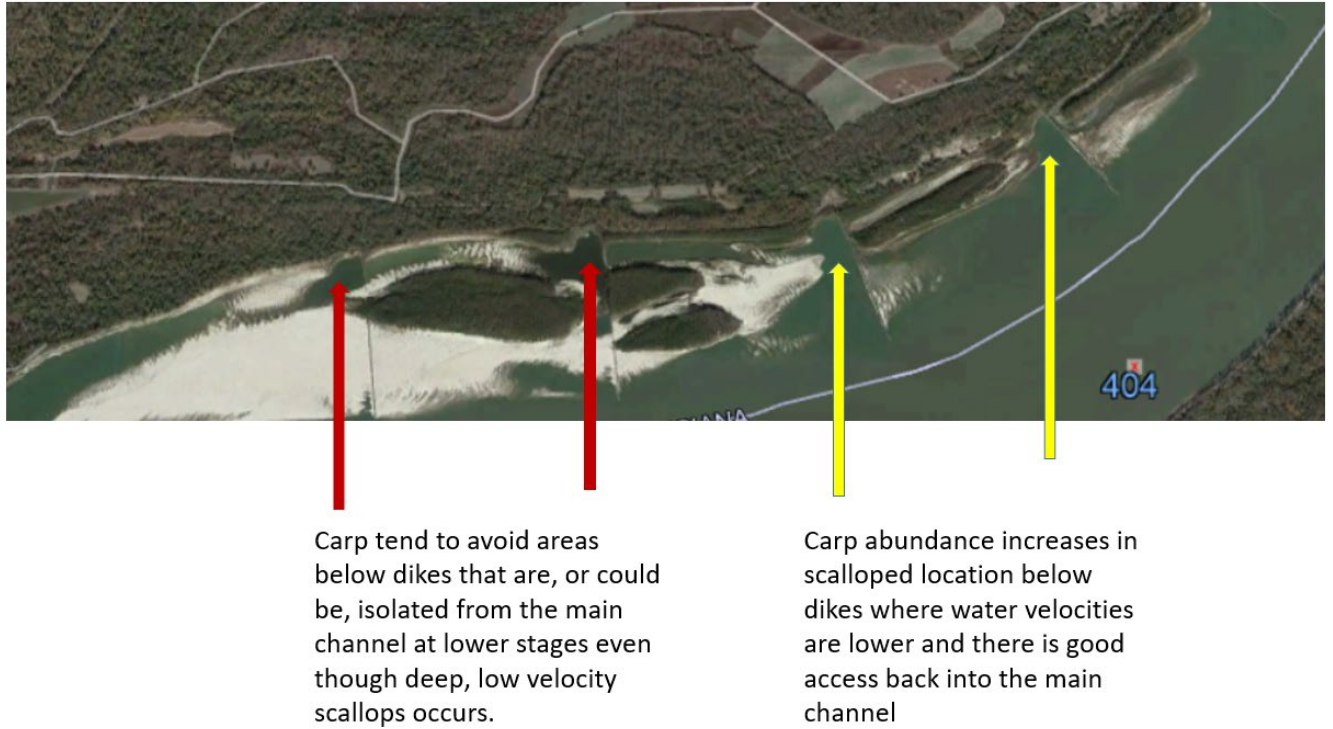 404
Carp tend to avoid areas
below dikes that are, or could
be, isolated from the main
channel at lower stages even
though deep, low velocity
scallops occurs.
Carp abundance increases in
scalloped location below
dikes where water velocities
are lower and there is good
access back into the main
channel